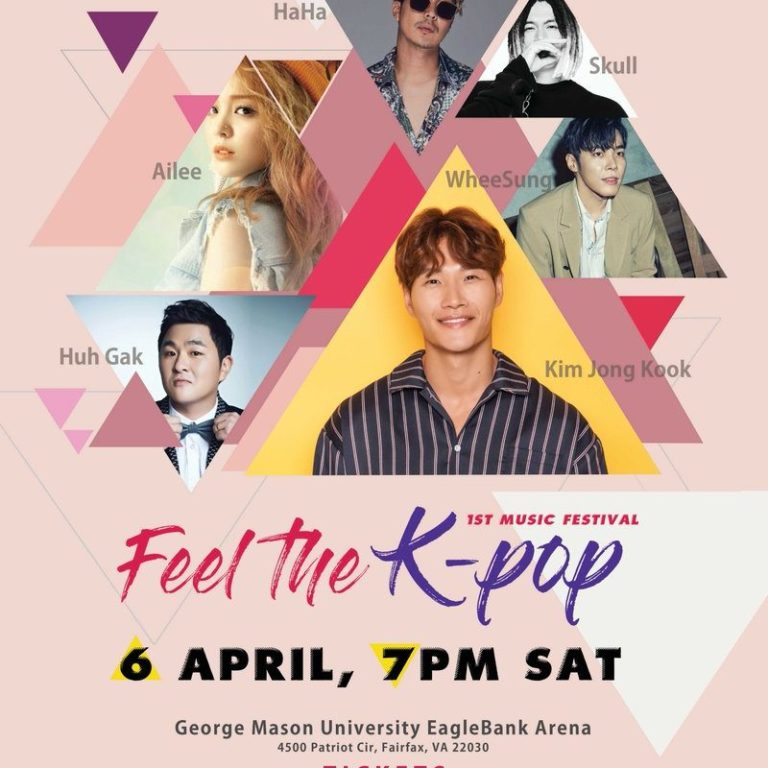 HaHa
Skull
Ailee
WheeSung
Huh Gak
Kim Jong Kook
1ST MUSIC FESTIVAL
Feel the K-pop
6 APRIL, 7PM SAT
George Mason University EagleBank Arena
4500 Patriot Cir, Fairfax, VA 22030
TICKETS